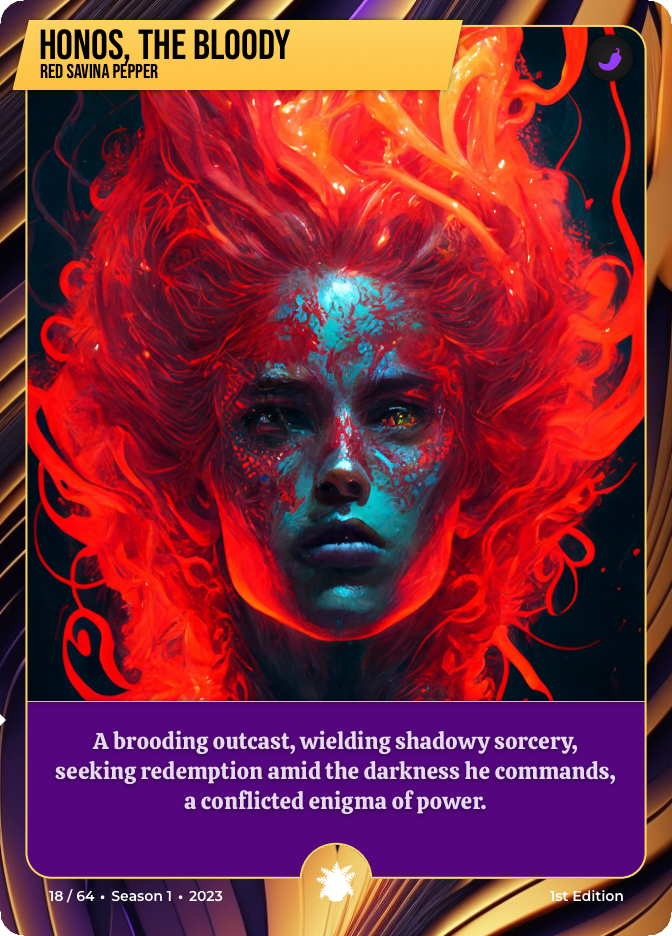 HONOS, THE BLOODY
RED SAVINA PEPPER
A brooding outcast, wielding shadowy sorcery,
seeking redemption amid the darkness he commands,
a conflicted enigma of power.
18 / 64 • Season 1 • 2023
1st Edition